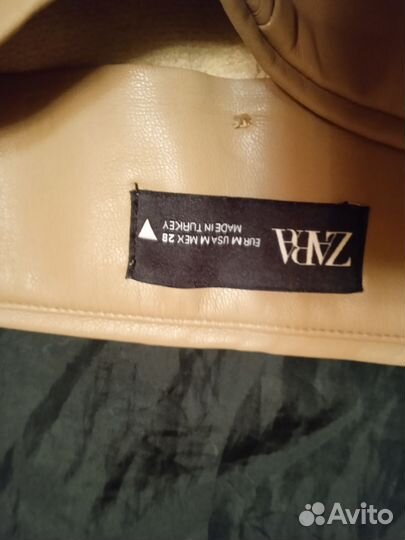 ZARA
EUR M USA M MEX 28
MADE IN TURKEY
Avito